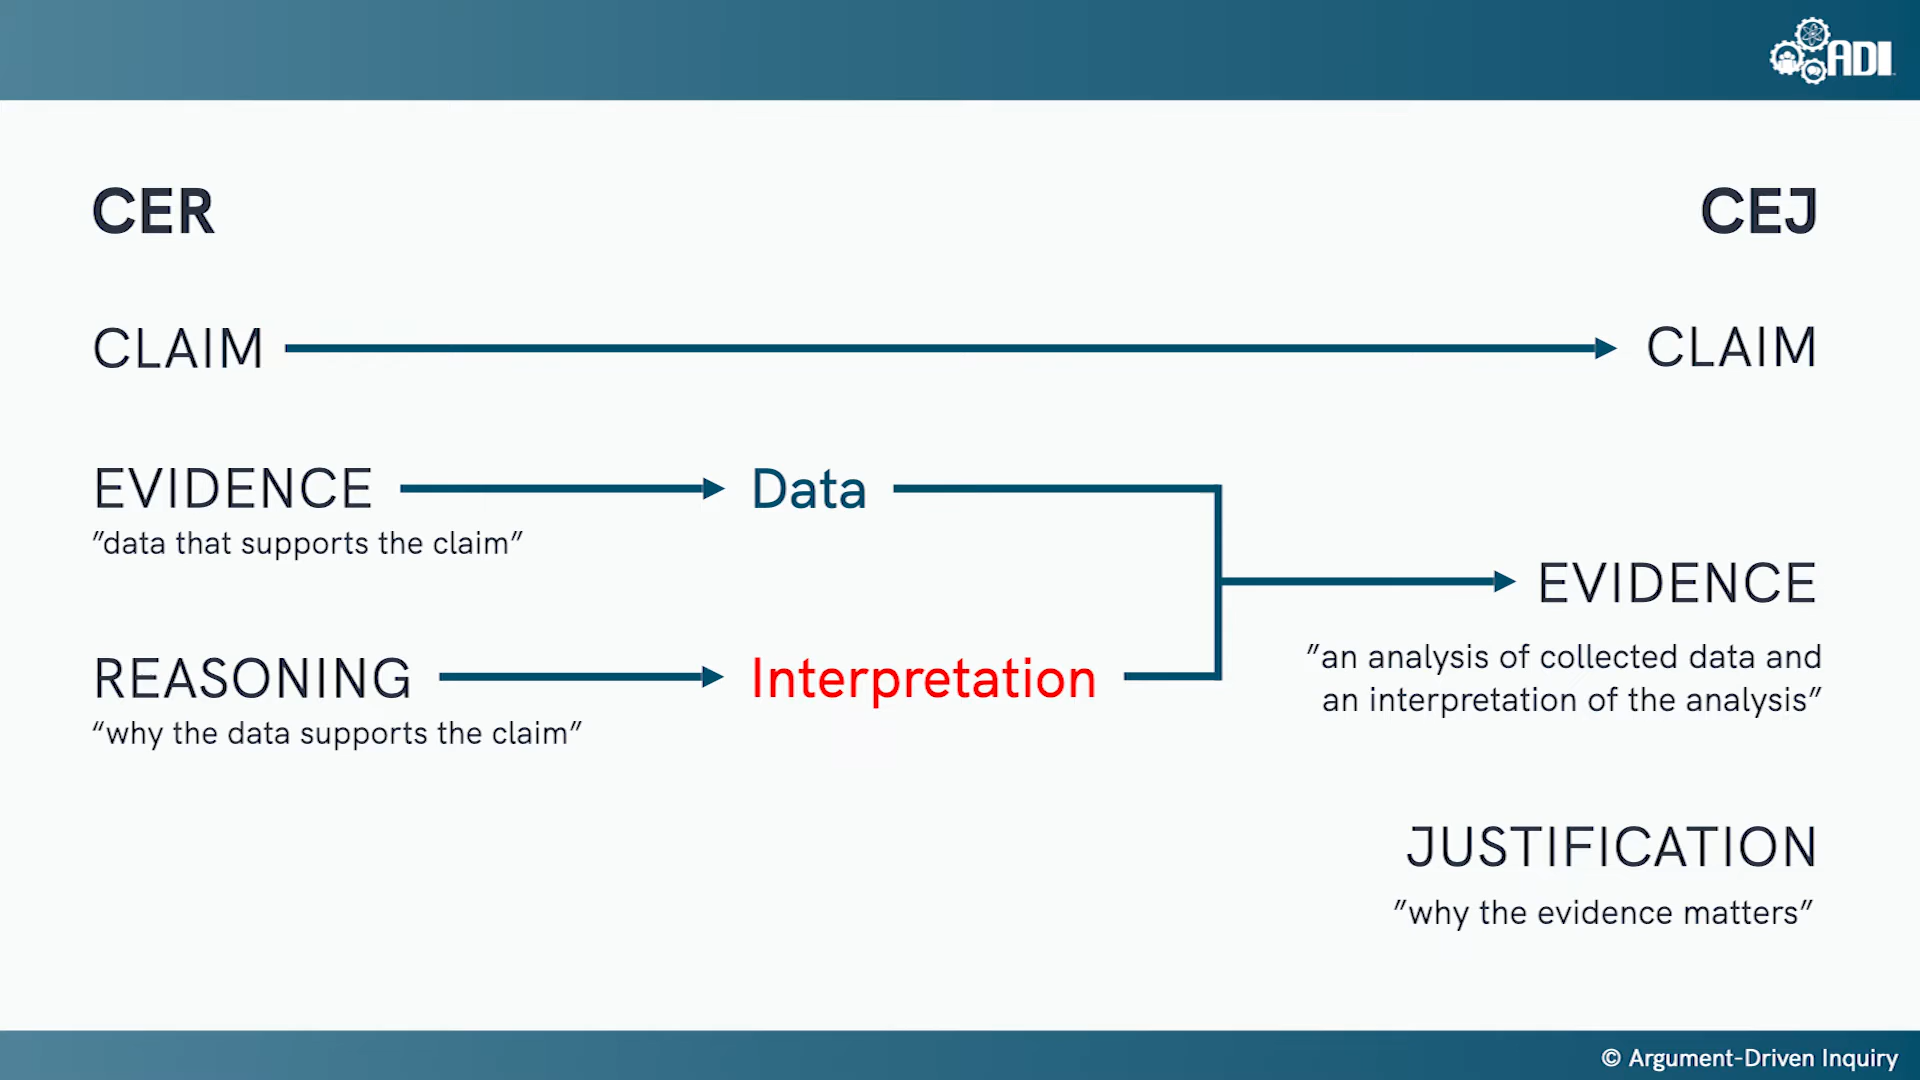 ADI
CER
CEJ
CLAIM
CLAIM
EVIDENCE
"data that supports the claim"
Data
EVIDENCE
"an analysis of collected data and
an interpretation of the analysis"
REASONING
"why the data supports the claim"
Interpretation
JUSTIFICATION
"why the evidence matters"
© Argument-Driven Inquiry